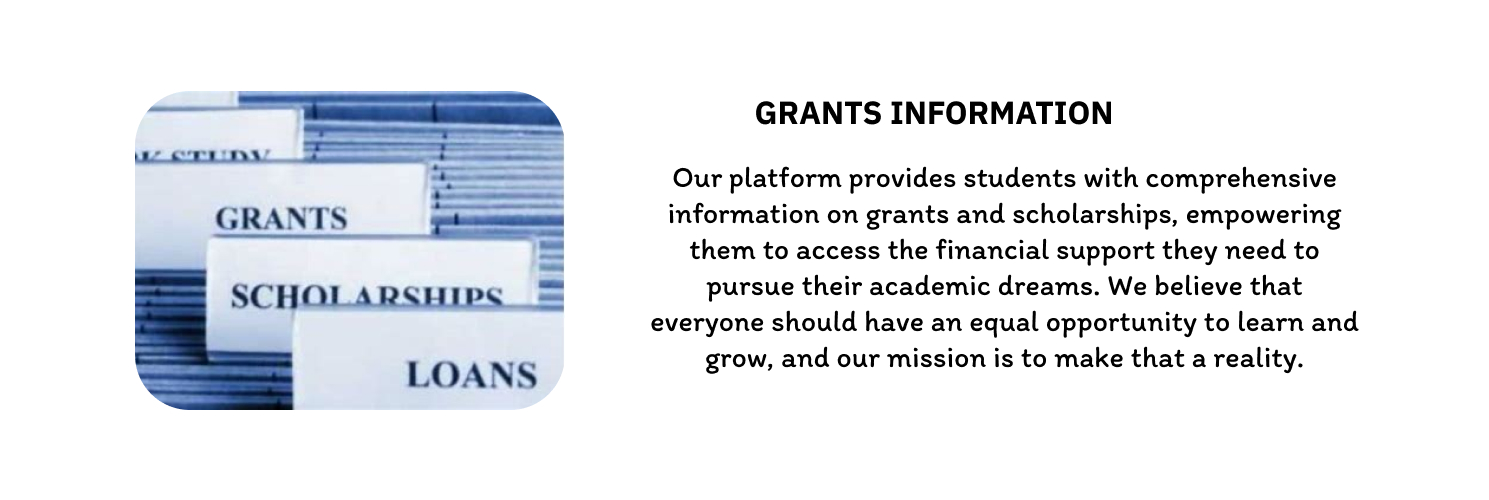 K STUDY
GRANTS
SCHOLARSHIPS
LOANS
GRANTS INFORMATION
Our platform provides students with comprehensive
information on grants and scholarships, empowering
them to access the financial support they need to
pursue their academic dreams. We believe that
everyone should have an equal opportunity to learn and
grow, and our mission is to make that a reality.